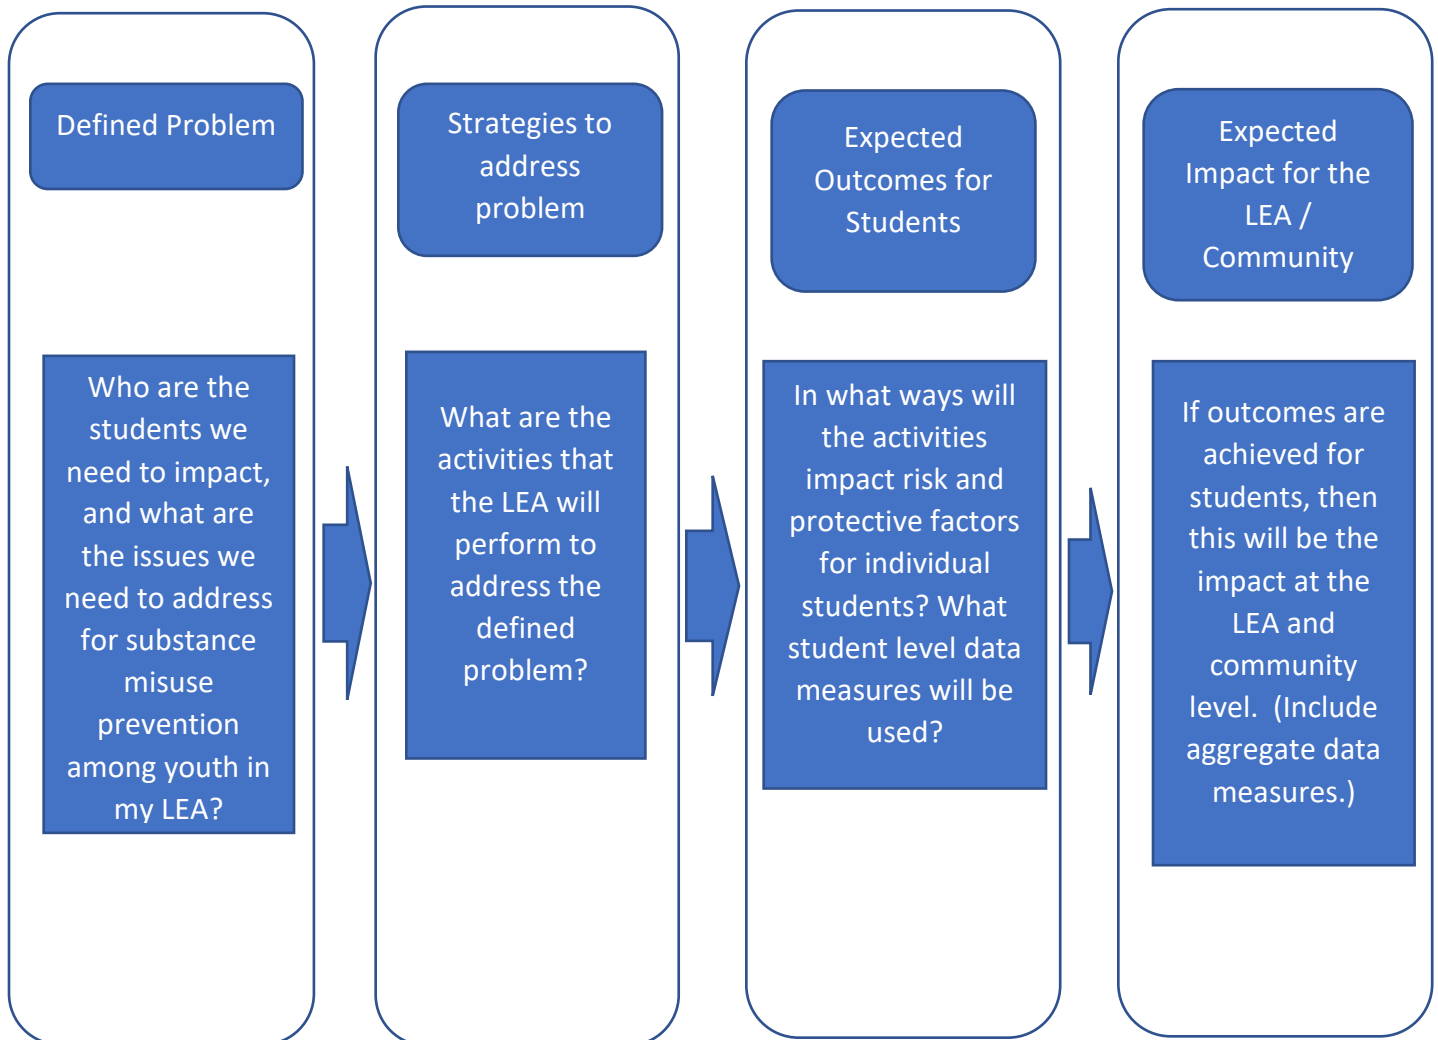 Defined Problem
Who are the
students we
need to impact,
and what are
the issues we
need to address
for substance
misuse
prevention
among youth in
my LEA?
Strategies to
address
problem
What are the
activities that
the LEA will
perform to
address the
defined
problem?
Expected
Outcomes for
Students
In what ways will
the activities
impact risk and
protective factors
for individual
students? What
student level data
measures will be
used?
Expected
Impact for the
LEA /
Community
If outcomes are
achieved for
students, then
this will be the
impact at the
LEA and
community
level.  (Include
aggregate data
measures.)